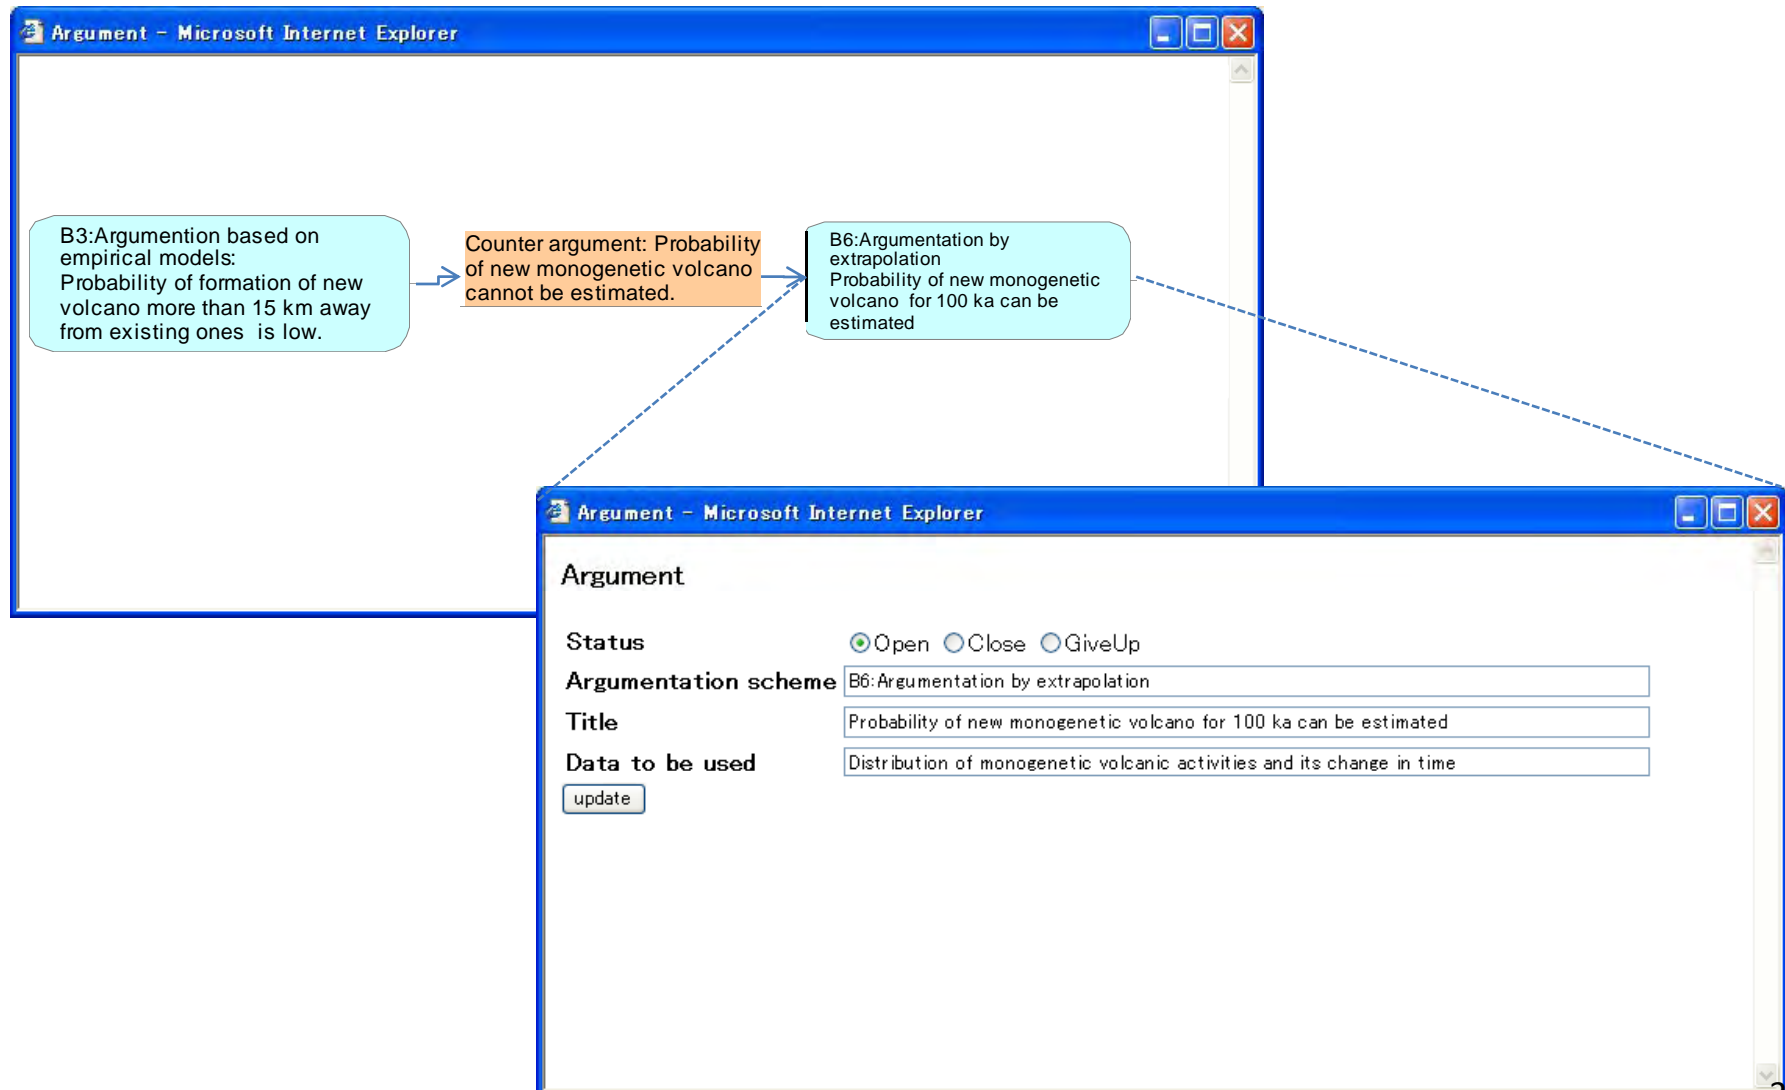 Argument - Microsoft Internet Explorer
B3:Argumention based on
empirical models:
Probability of formation of new
volcano more than 15 km away
from existing ones is low.
Counter argument: Probability
of new monogenetic volcano
cannot be estimated.
B6:Argumentation by
extrapolation
Probability of new monogenetic
volcano for 100 ka can be
estimated
Argument - Microsoft Internet Explorer
Argument
Status Open Close GiveUp
Argumentation scheme B6:Argumentation by extrapolation
Title Probability of new monogenetic volcano for 100 ka can be estimated
Data to be used Distribution of monogenetic volcanic activities and its change in time
update